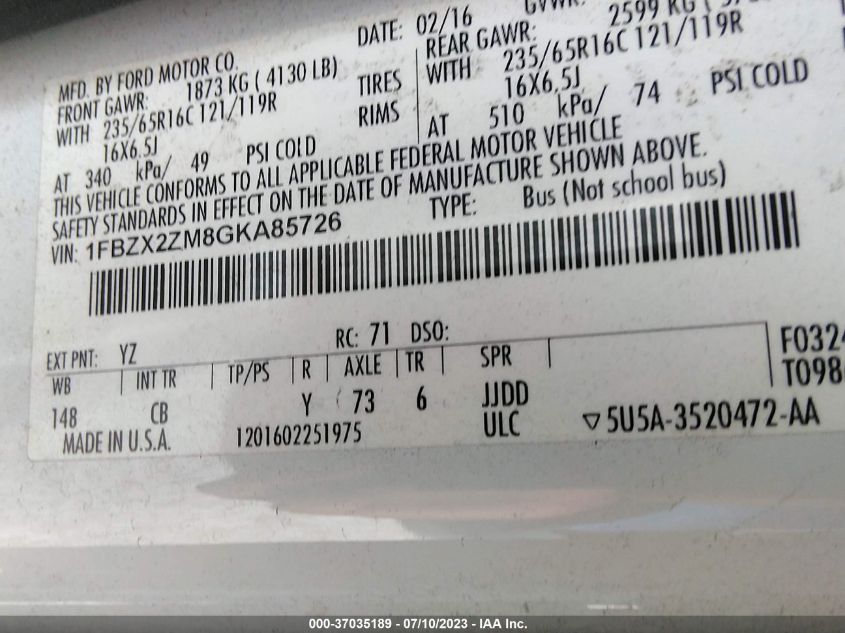 MFD. BY FORD MOTOR CO.
DATE: 02/16
GVWR:
FRONT GAWR: 1873 KG ( 4130 LB)
REAR GAWR: 2599 KG (
WITH 235/65R16C 121/119R TIRES
WITH 235/65R16C 121/119R
16X6.5J RIMS
16X6.5J
AT 340 kPa/ 49 PSI COLD
AT 510 kPa/ 74 PSI COLD
THIS VEHICLE CONFORMS TO ALL APPLICABLE FEDERAL MOTOR VEHICLE
SAFETY STANDARDS IN EFFECT ON THE DATE OF MANUFACTURE SHOWN ABOVE.
VIN: 1FBZX2ZM8GKA85726 TYPE: Bus (Not school bus)
EXT PNT: YZ RC: 71 DSO:
WB INT TR TP/PS R AXLE TR SPR
148 CB Y 73 6 JJDD
MADE IN U.S.A. 1201602251975 ULC ▽5U5A-3520472-AA
F032
T098
000-37035189 - 07/10/2023 - IAA Inc.